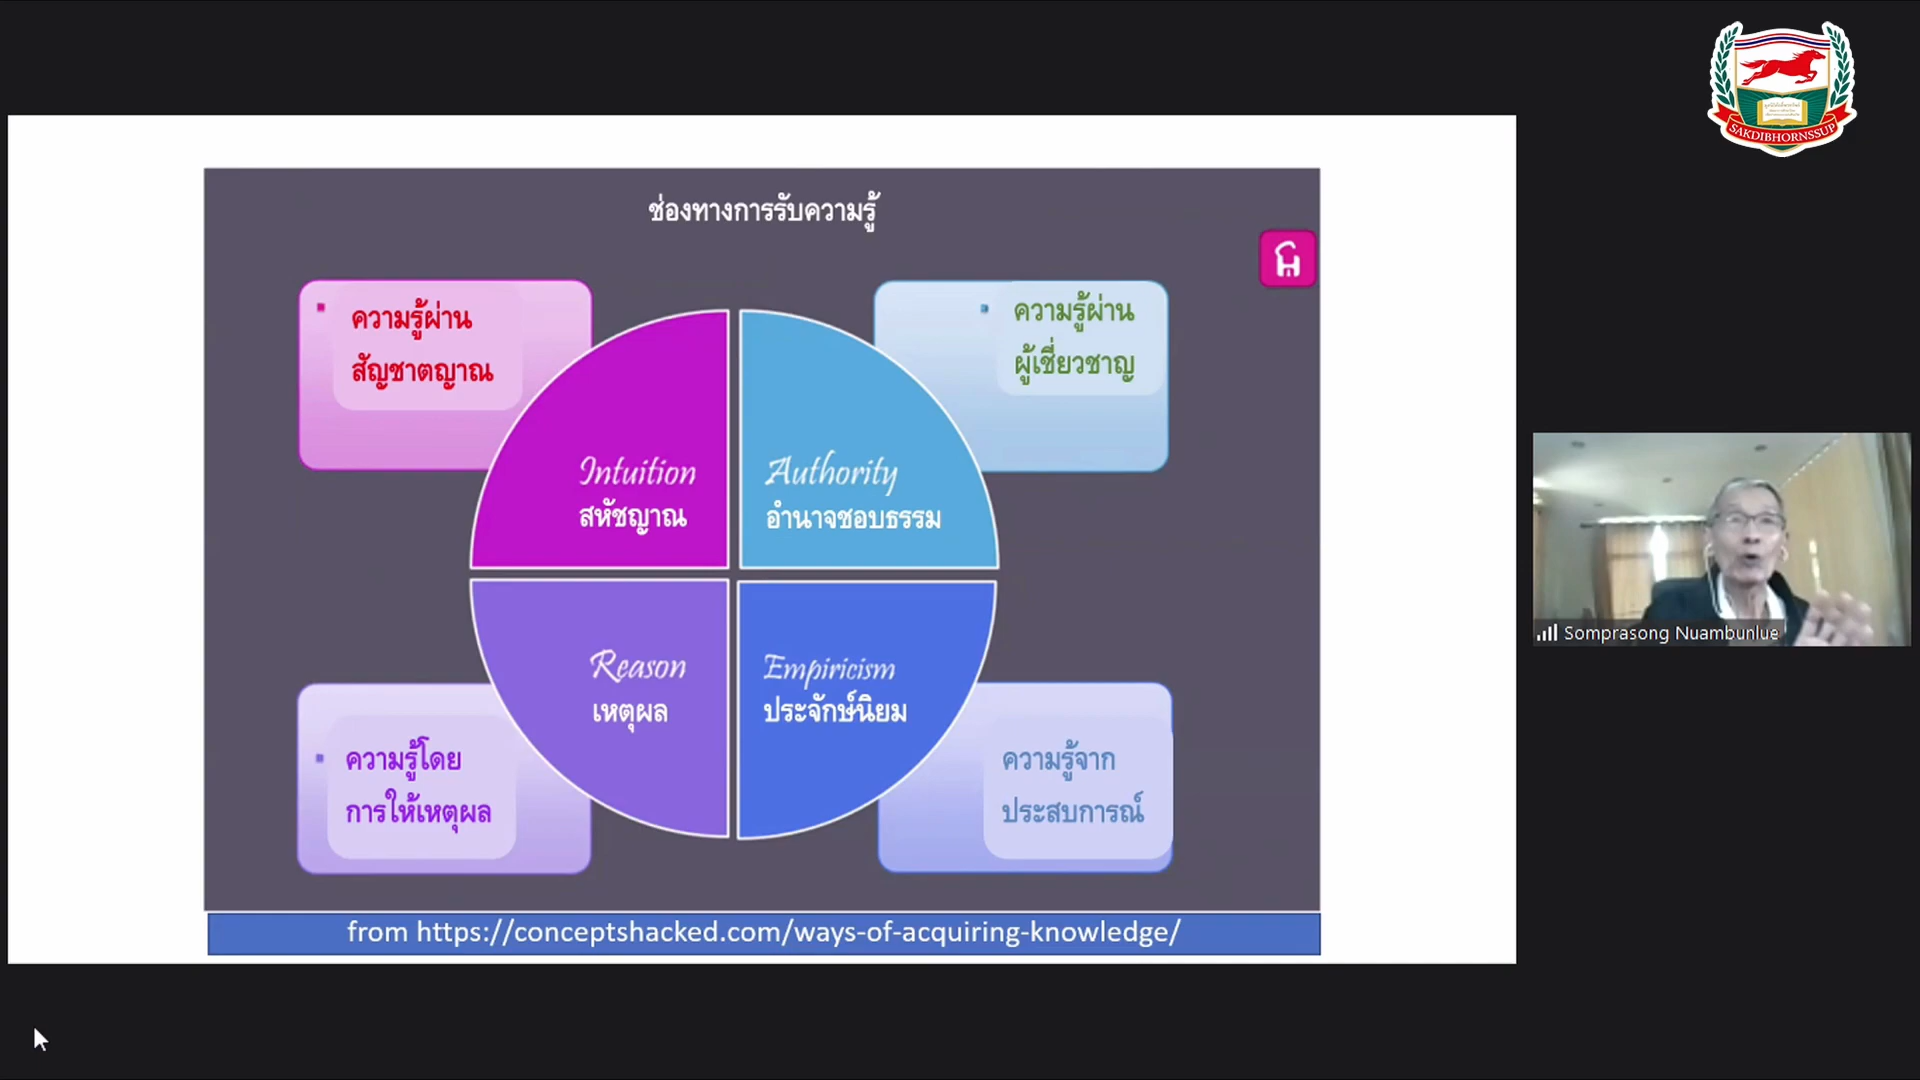 SAKDIBHORNSSUP
ช่องทางการรับความรู้
ความรู้ผ่าน
สัญชาตญาณ
ความรู้ผ่าน
ผู้เชี่ยวชาญ
Intuition
สหัชญาณ
Authority
อำนาจชอบธรรม
Reason
เหตุผล
Empiricism
ประจักษ์นิยม
ความรู้โดย
การให้เหตุผล
ความรู้จาก
ประสบการณ์
from https://conceptshacked.com/ways-of-acquiring-knowledge/
Somprasong Nuambunlue